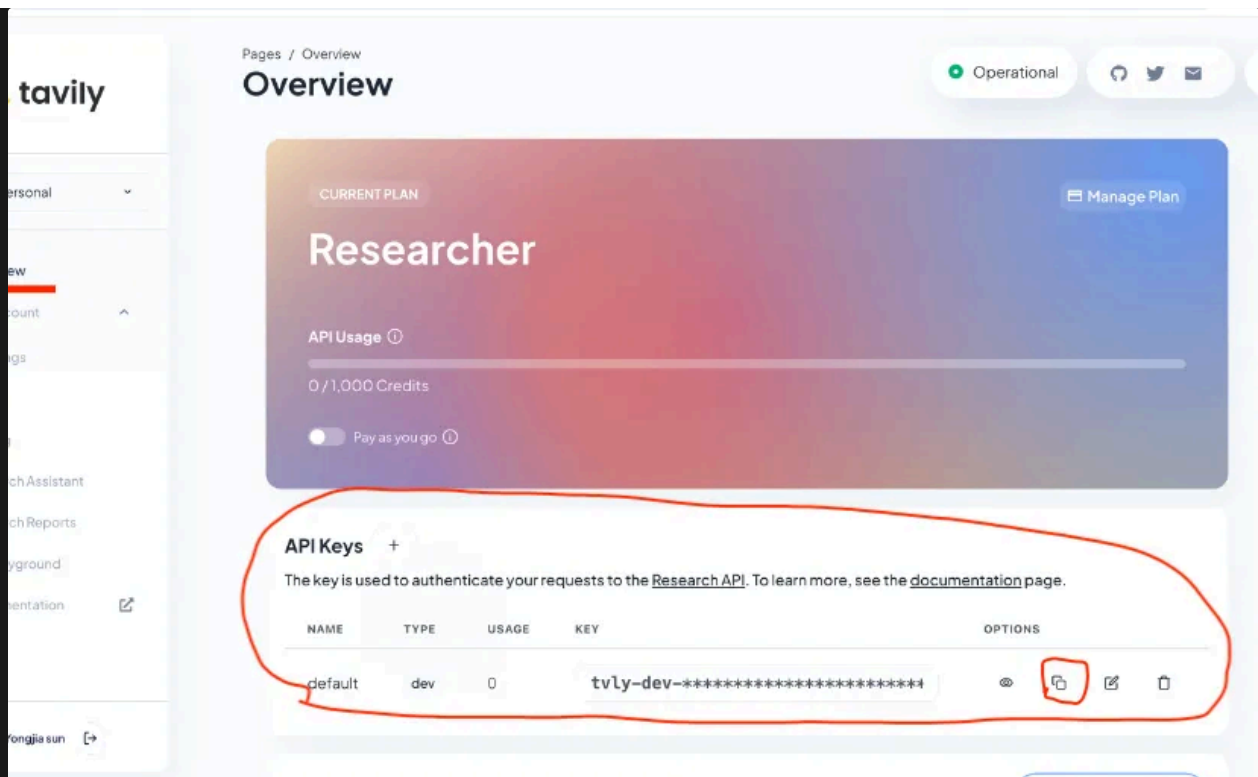 tavily
Pages / Overview
Overview
Operational
ersonal
ew
count
ngs
ch Assistant
ch Reports
yground
entation
CURRENT PLAN
Manage Plan
Researcher
API Usage
0/1,000 Credits
Pay as you go
API Keys +
The key is used to authenticate your requests to the Research API. To learn more, see the documentation page.
NAME TYPE USAGE KEY OPTIONS
default dev 0 tvly-dev-************************
Yongjia sun